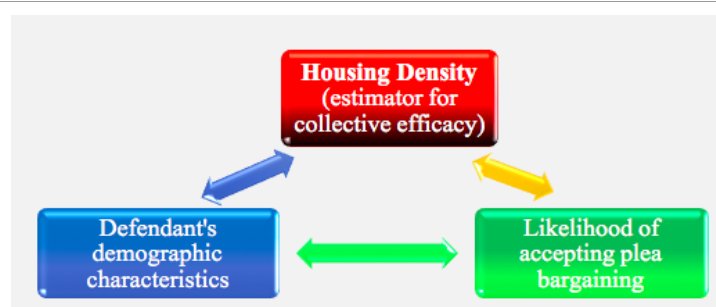 Housing Density
(estimator for
collective efficacy)
Defendant's
demographic
characteristics
Likelihood of
accepting plea
bargaining